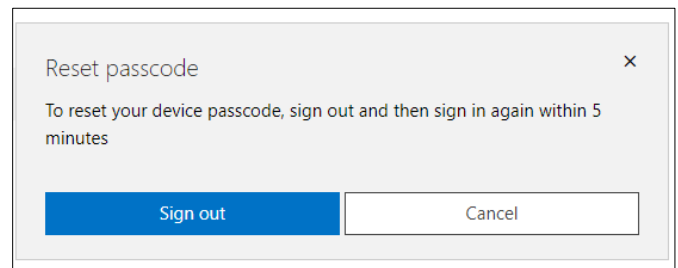 Reset passcode
To reset your device passcode, sign out and then sign in again within 5
minutes
Sign out
Cancel